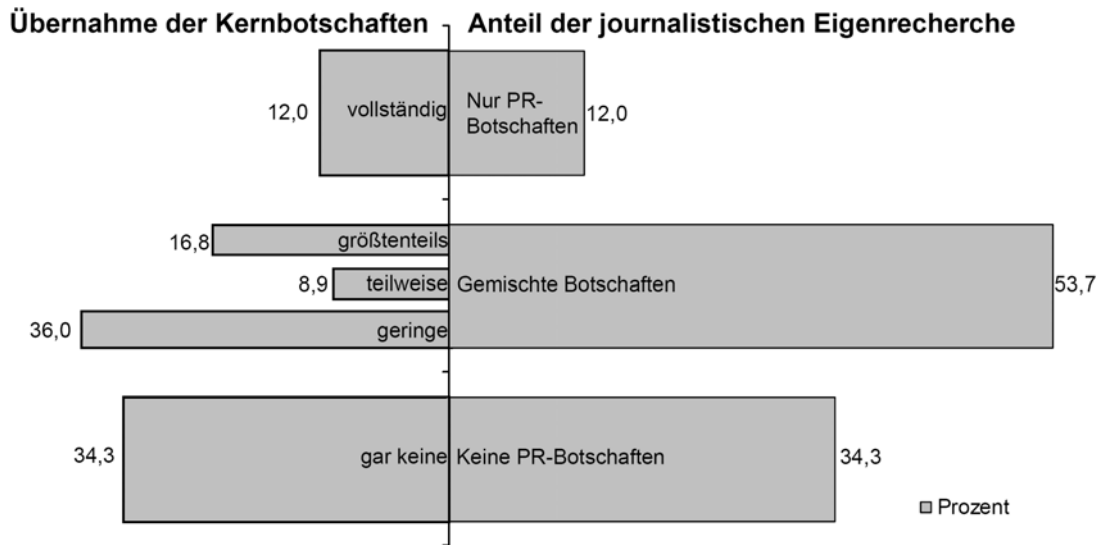 Übernahme der Kernbotschaften
Anteil der journalistischen Eigenrecherche
12,0
vollständig
Nur PR-
Botschaften
12,0
16,8
größtenteils
8,9
teilweise
Gemischte Botschaften
53,7
36,0
geringe
34,3
gar keine
Keine PR-Botschaften
34,3
Prozent